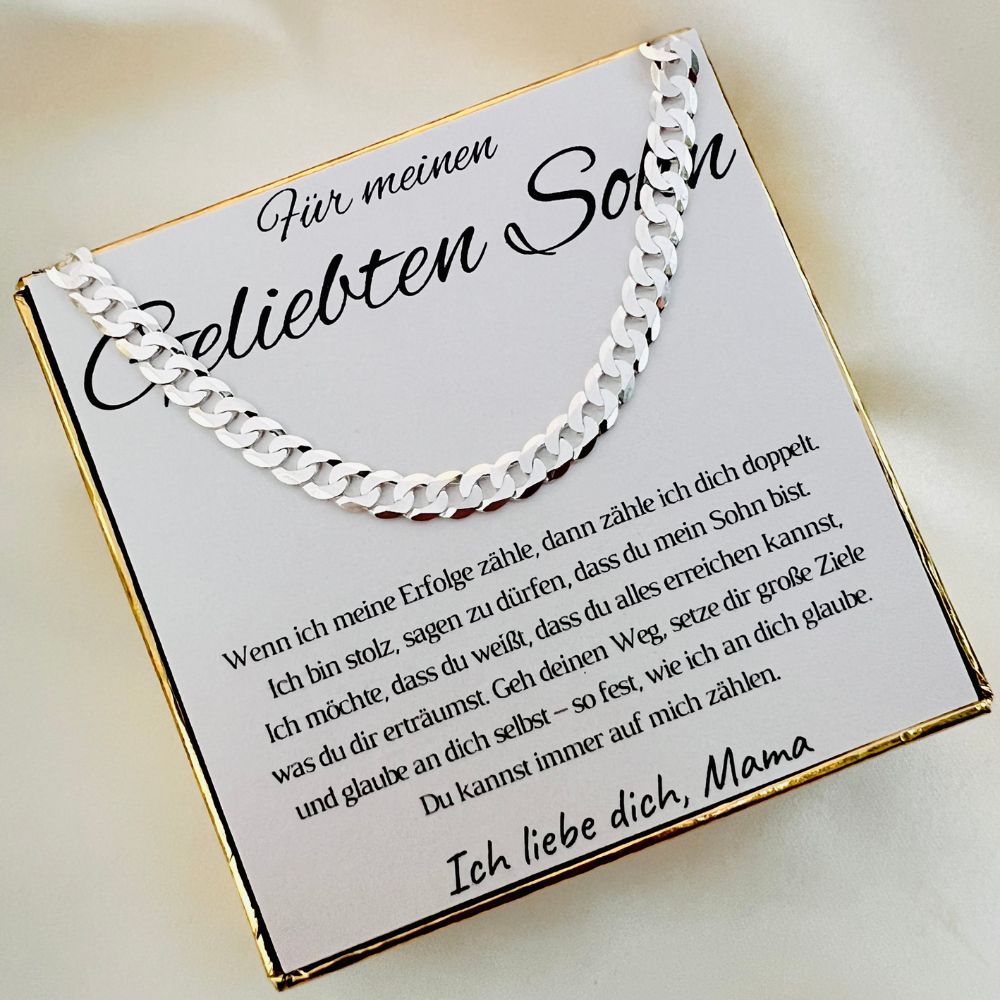 Für meinen
Geliebten Sohn
Wenn ich meine Erfolge zähle, dann zähle ich dich doppelt.
Ich bin stolz, sagen zu dürfen, dass du mein Sohn bist.
Ich möchte, dass du weißt, dass du alles erreichen kannst,
was du dir erträumst. Geh deinen Weg, setze dir große Ziele
und glaube an dich selbst – so fest, wie ich an dich glaube.
Du kannst immer auf mich zählen.
Ich liebe dich, Mama